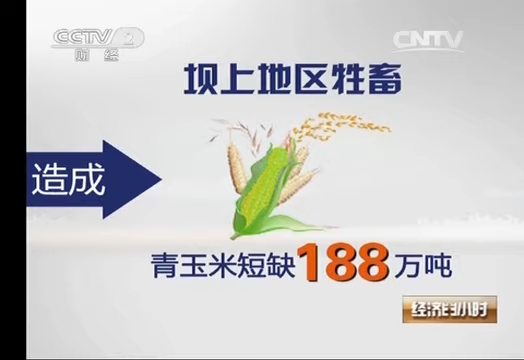 CCTV 2
财经
CNTV
坝上地区牲畜
造成
青玉米短缺188万吨
经济半小时